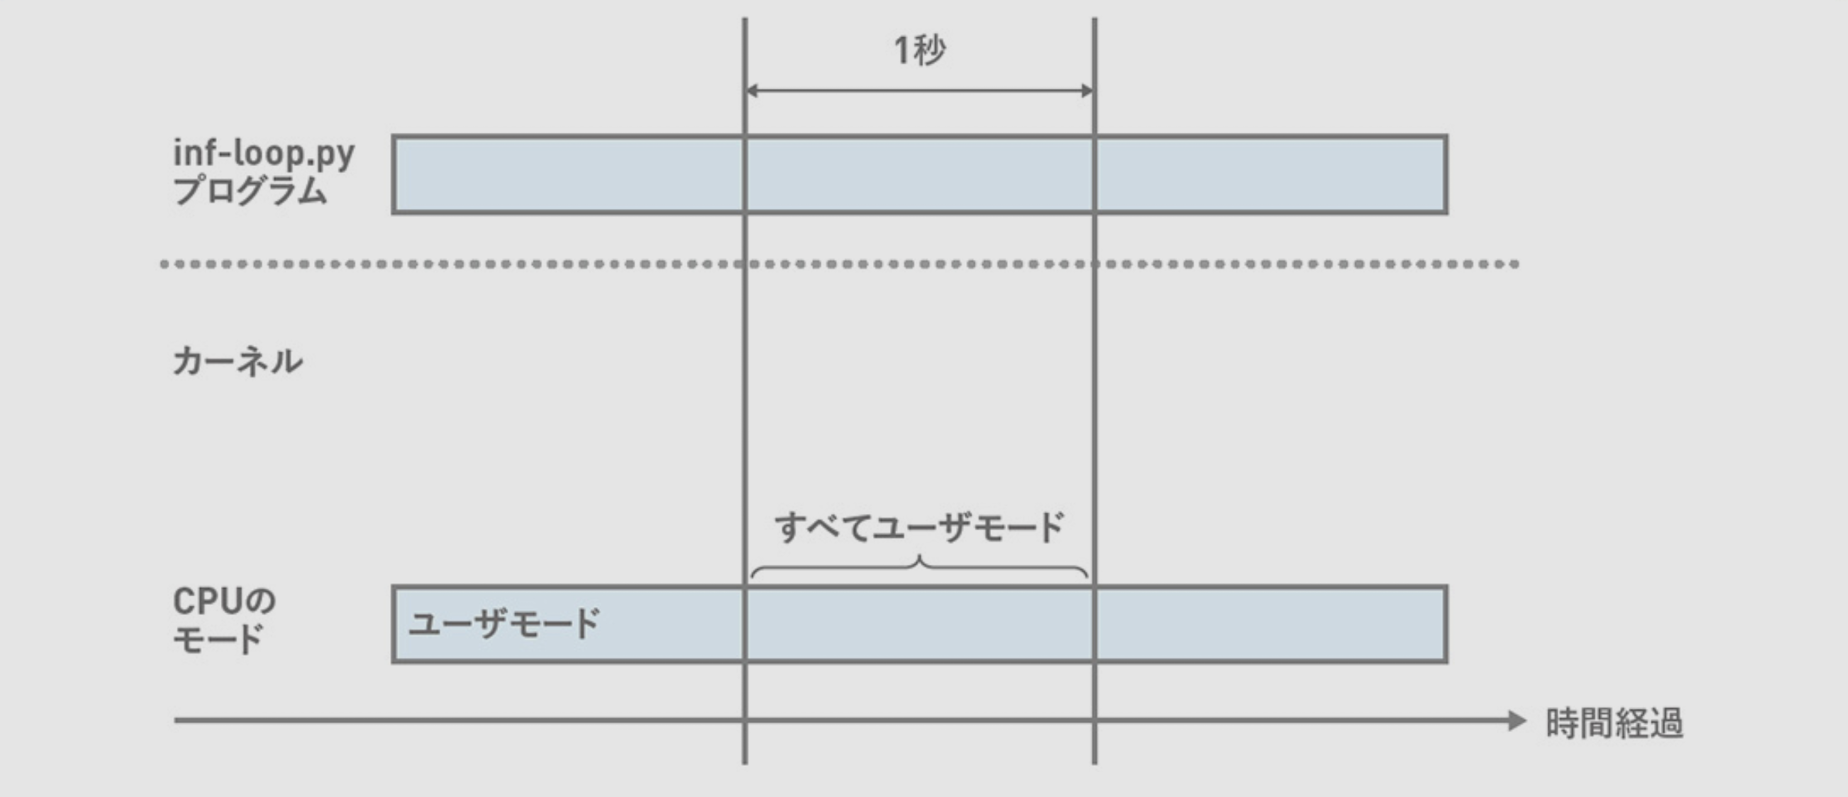 1秒
inf-loop.py
プログラム
カーネル
すべてユーザモード
CPUの
モード
ユーザモード
時間経過